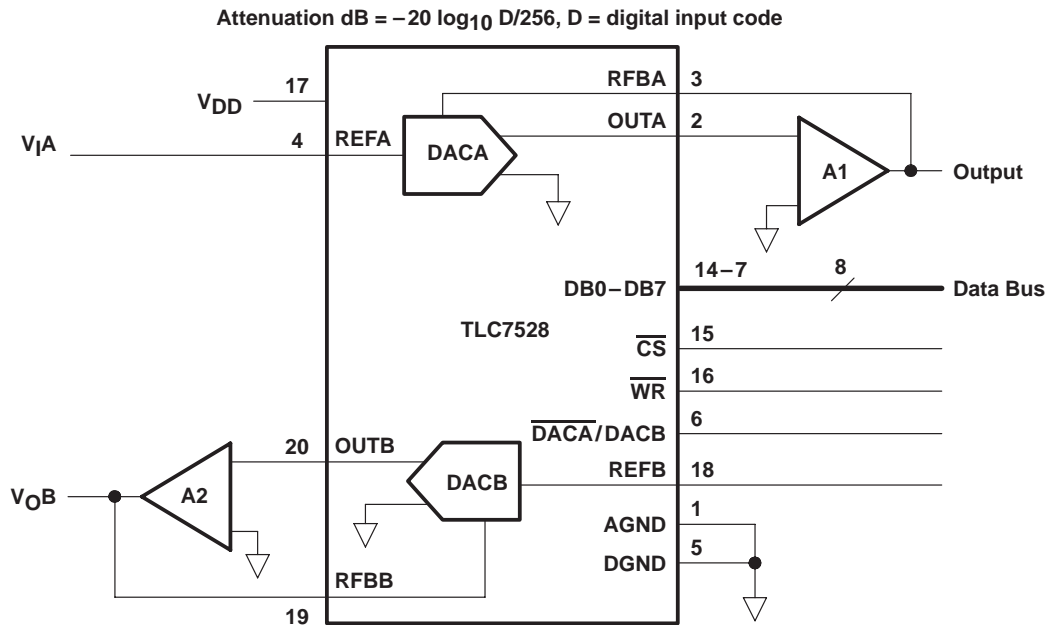 Attenuation dB = –20 log10 D/256, D = digital input code
17
VDD
RFBA
3
OUTA
2
VIA
4
REFA
DACA
A1
Output
14–7
8
DB0–DB7
Data Bus
TLC7528
15
CS
16
WR
6
DACA/DACB
20
OUTB
REFB
18
VOB
A2
DACB
1
AGND
5
DGND
RFBB
19